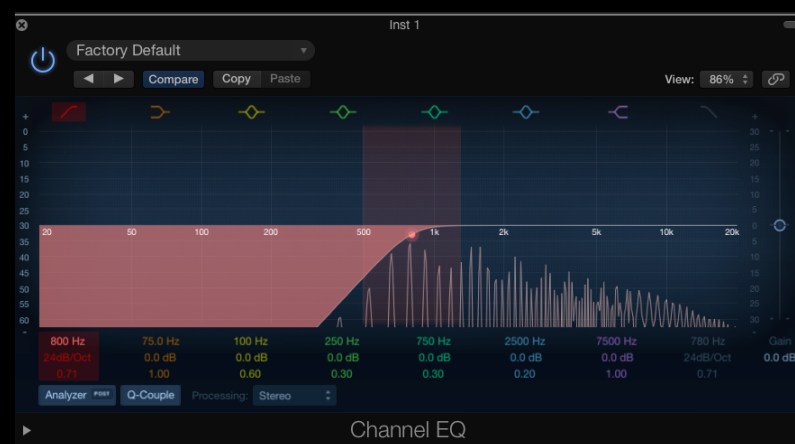 Inst 1
Factory Default
Compare Copy Paste View: 86%
+ +
0 20
5 25
10 20
15 15
20 10
25 5
30 20 50 100 200 500 1k 2k 5k 10k 20k 0
35 5
40 10
45 15
50 20
55 25
60 30
- -
800 Hz 75.0 Hz 100 Hz 250 Hz 750 Hz 2500 Hz 7500 Hz 780 Hz Gain
24dB/Oct 0.0 dB 0.0 dB 0.0 dB 0.0 dB 0.0 dB 0.0 dB 24dB/Oct 0.0 dB
0.71 1.00 0.60 0.30 0.30 0.20 1.00 0.71
Analyzer POST Q-Couple Processing: Stereo
Channel EQ